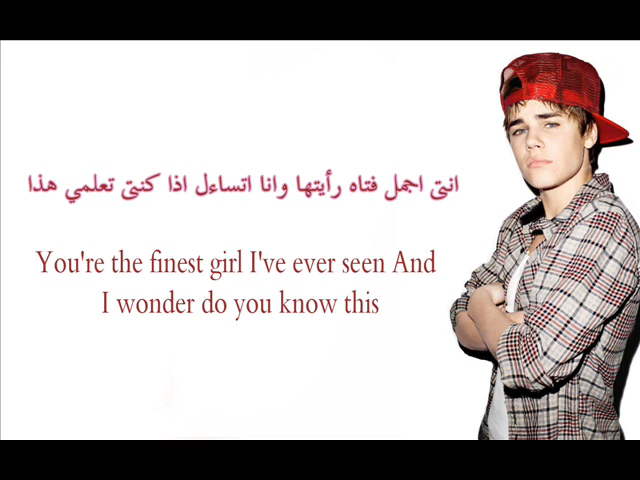 انتى اجمل فتاه رأيتها وانا اتساءل اذا كنتى تعلمي هذا
You're the finest girl I've ever seen And
I wonder do you know this